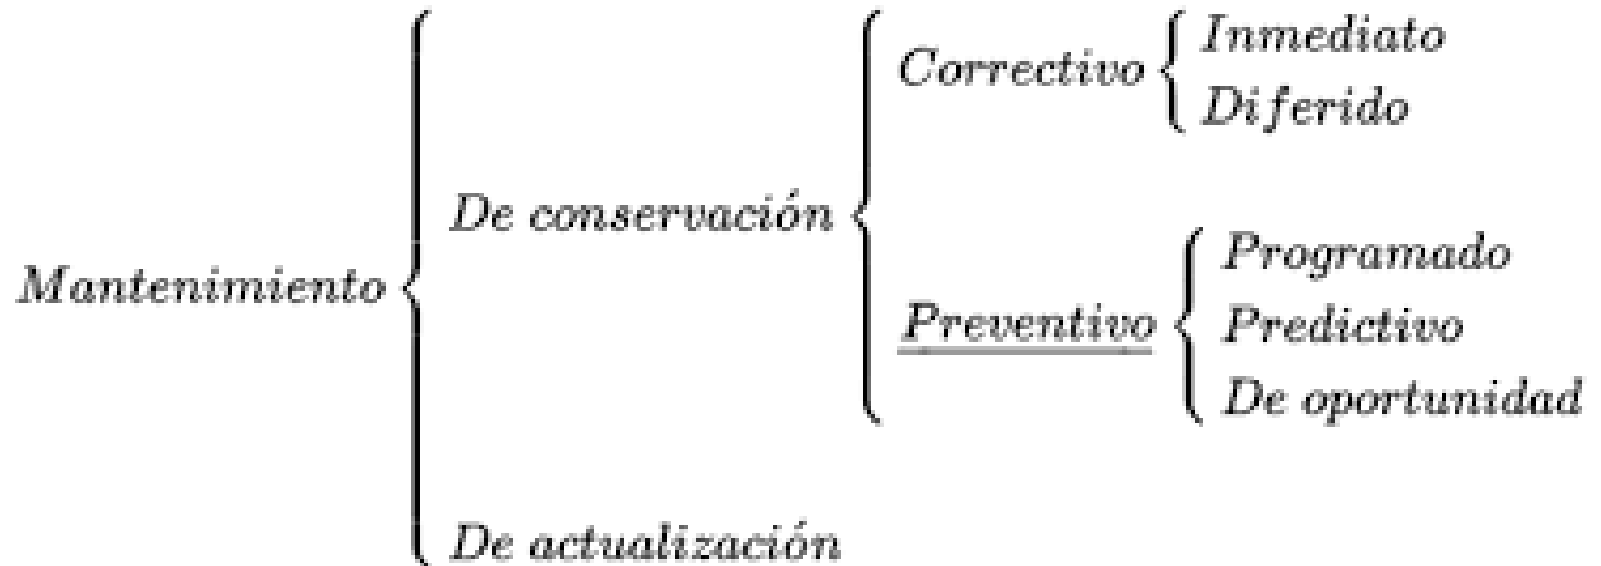 Mantenimiento
De conservación
Correctivo
Inmediato
Diferido
Preventivo
Programado
Predictivo
De oportunidad
De actualización